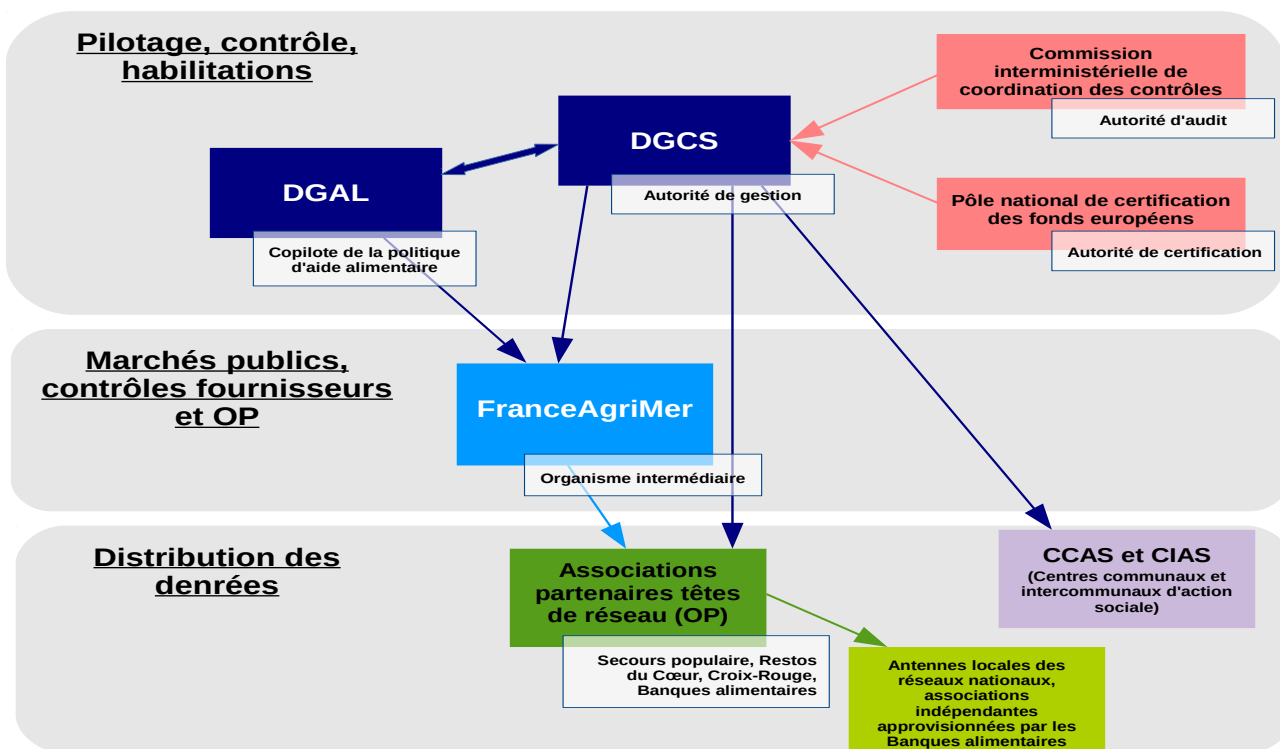 Pilotage, contrôle,
habilitations
Commission
interministérielle de
coordination des contrôles
Autorité d'audit
DGCS
Autorité de gestion
DGAL
Copilote de la politique
d'aide alimentaire
Pôle national de certification
des fonds européens
Autorité de certification
Marchés publics,
contrôles fournisseurs
et OP
FranceAgriMer
Organisme intermédiaire
Distribution des
denrées
Associations
partenaires têtes
de réseau (OP)
Secours populaire, Restos
du Cœur, Croix-Rouge,
Banques alimentaires
CCAS et CIAS
(Centres communaux et
intercommunaux d'action
sociale)
Antennes locales des
réseaux nationaux,
associations
indépendantes
approvisionnées par les
Banques alimentaires